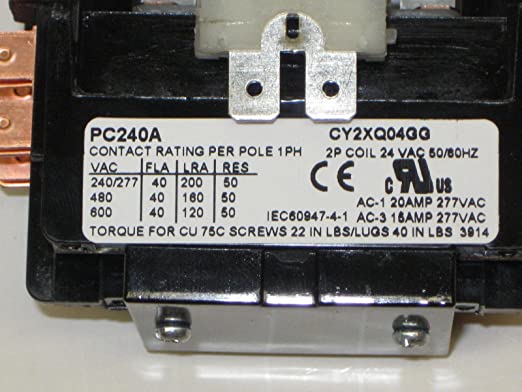 PC240A CY2XQ04GG
CONTACT RATING PER POLE 1PH 2P COIL 24 VAC 50/60HZ
VAC FLA LRA RES
240/277 40 200 50
480 40 160 50
600 40 120 50
CE c RU us
AC-1 20AMP 277VAC
IEC60947-4-1 AC-3 15AMP 277VAC
TORQUE FOR CU 75C SCREWS 22 IN LBS/LUGS 40 IN LBS 3914